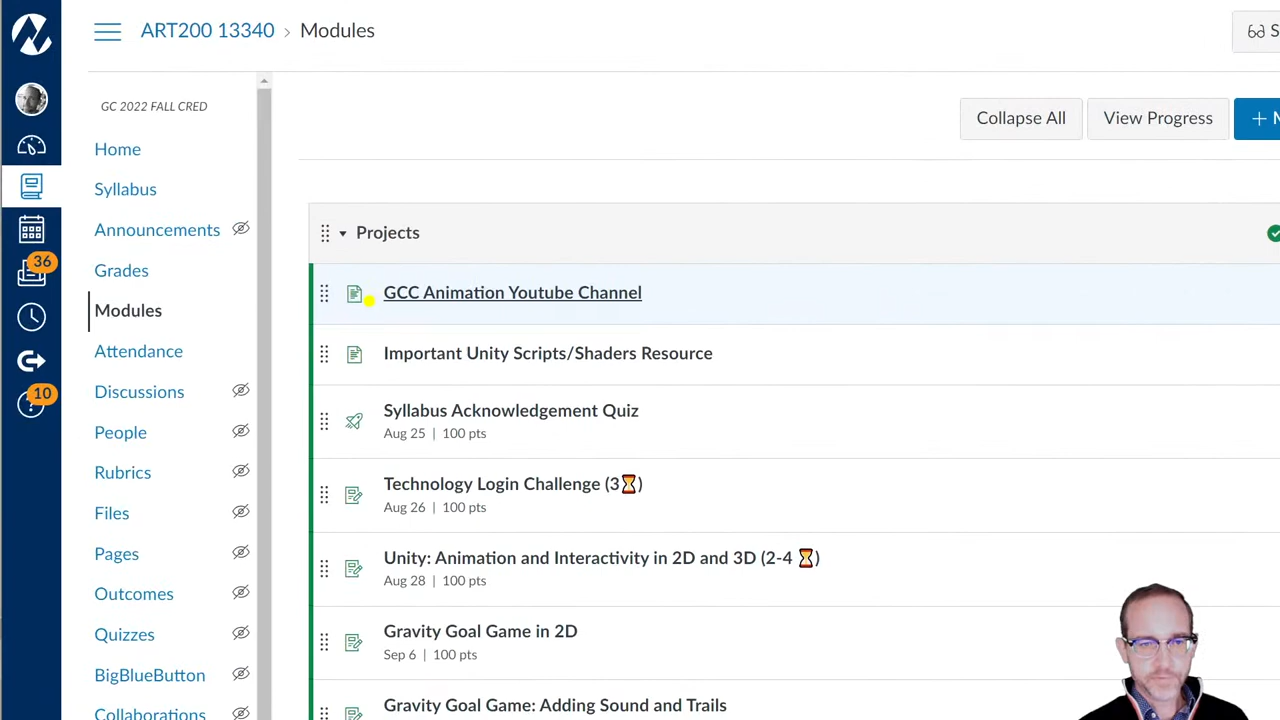 ART200 13340 › Modules
S
GC 2022 FALL CRED
Home
Syllabus
Announcements
Grades
Modules
Attendance
Discussions
People
Rubrics
Files
Pages
Outcomes
Quizzes
BigBlueButton
Collaborations
36
10
Collapse All
View Progress
+ M
Projects
GCC Animation Youtube Channel
Important Unity Scripts/Shaders Resource
Syllabus Acknowledgement Quiz
Aug 25 | 100 pts
Technology Login Challenge (3⏳)
Aug 26 | 100 pts
Unity: Animation and Interactivity in 2D and 3D (2-4 ⏳)
Aug 28 | 100 pts
Gravity Goal Game in 2D
Sep 6 | 100 pts
Gravity Goal Game: Adding Sound and Trails